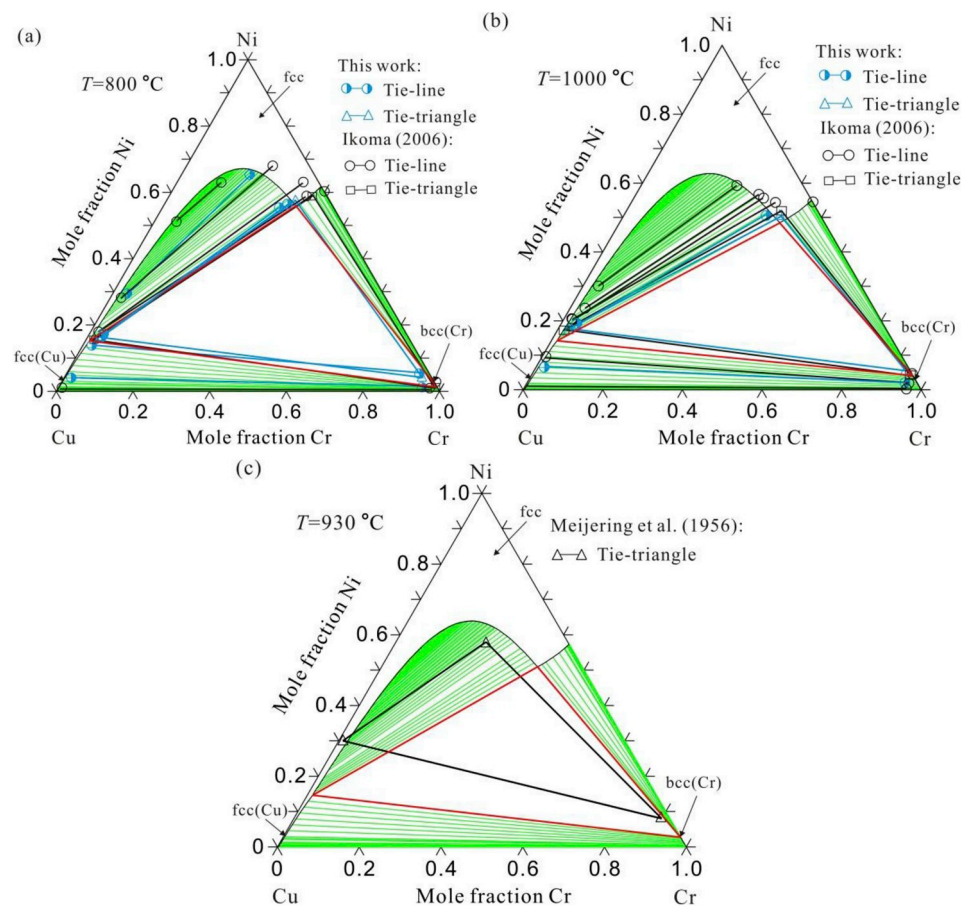 (a)
Ni
1.0
T=800 °C
fcc
This work:
Tie-line
Tie-triangle
Ikoma (2006):
Tie-line
Tie-triangle
0.8
0.6
0.4
0.2
0
Mole fraction Ni
fcc(Cu)
bcc(Cr)
0
0.2
0.4
0.6
0.8
1.0
Cu
Mole fraction Cr
Cr
(b)
Ni
1.0
T=1000 °C
fcc
This work:
Tie-line
Tie-triangle
Ikoma (2006):
Tie-line
Tie-triangle
0.8
0.6
0.4
0.2
0
Mole fraction Ni
fcc(Cu)
bcc(Cr)
0
0.2
0.4
0.6
0.8
1.0
Cu
Mole fraction Cr
Cr
(c)
Ni
1.0
T=930 °C
fcc
Meijering et al. (1956):
Tie-triangle
0.8
0.6
0.4
0.2
0
Mole fraction Ni
fcc(Cu)
bcc(Cr)
0
0.2
0.4
0.6
0.8
1.0
Cu
Mole fraction Cr
Cr